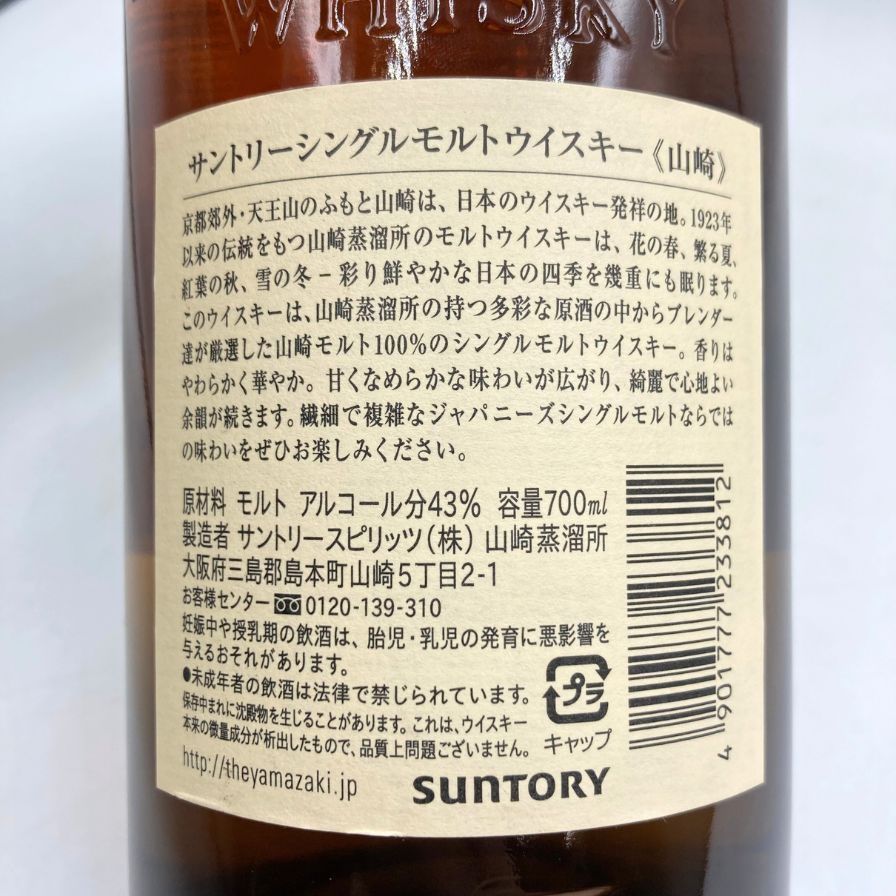 WHISKY
サントリーシングルモルトウイスキー《山崎》
京都郊外・天王山のふもと山崎は、日本のウイスキー発祥の地。1923年
以来の伝統をもつ山崎蒸溜所のモルトウイスキーは、花の春、繁る夏、
紅葉の秋、雪の冬－彩り鮮やかな日本の四季を幾重にも眠ります。
このウイスキーは、山崎蒸溜所の持つ多彩な原酒の中からブレンダー
達が厳選した山崎モルト100%のシングルモルトウイスキー。香りは
やわらかく華やか。甘くなめらかな味わいが広がり、綺麗で心地よい
余韻が続きます。繊細で複雑なジャパニーズシングルモルトならでは
の味わいをぜひお楽しみください。
原材料 モルト アルコール分43% 容量700ml
製造者 サントリースピリッツ(株) 山崎蒸溜所
大阪府三島郡島本町山崎5丁目2-1
お客様センター 0120-139-310
妊娠中や授乳期の飲酒は、胎児・乳児の発育に悪影響を
与えるおそれがあります。
●未成年者の飲酒は法律で禁じられています。
保存中まれに沈殿物を生じることがあります。これは、ウイスキー
本来の微量成分が析出したもので、品質上問題ございません。
プラ
キャップ
http://theyamazaki.jp
SUNTORY
4 901777 233812